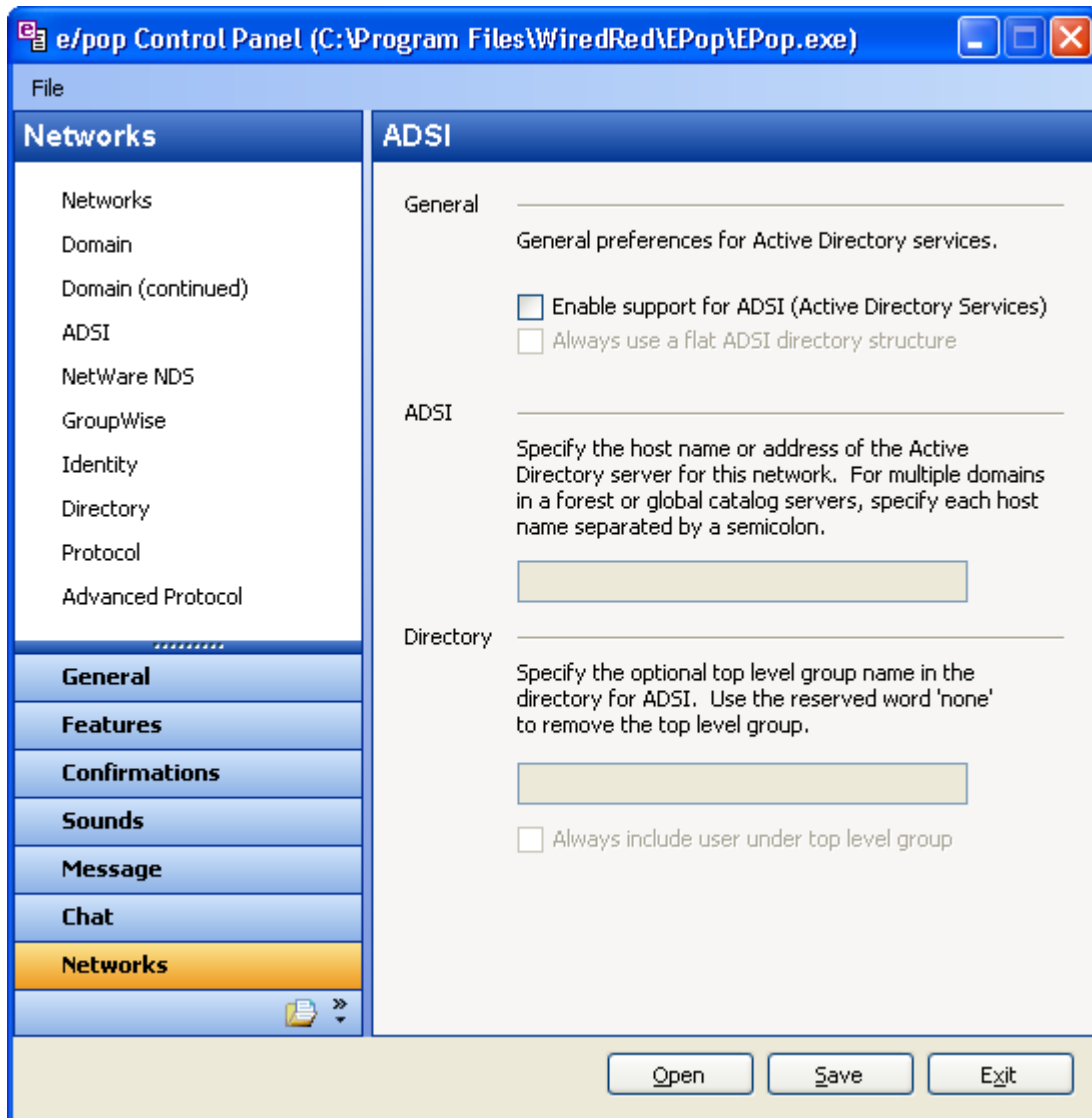 e/pop Control Panel (C:\Program Files\WiredRed\EPop\EPop.exe)
File
Networks
Networks
Domain
Domain (continued)
ADSI
NetWare NDS
GroupWise
Identity
Directory
Protocol
Advanced Protocol
General
Features
Confirmations
Sounds
Message
Chat
Networks
ADSI
General
General preferences for Active Directory services.
Enable support for ADSI (Active Directory Services)
Always use a flat ADSI directory structure
ADSI
Specify the host name or address of the Active
Directory server for this network.  For multiple domains
in a forest or global catalog servers, specify each host
name separated by a semicolon.
Directory
Specify the optional top level group name in the
directory for ADSI.  Use the reserved word 'none'
to remove the top level group.
Always include user under top level group
Open
Save
Exit